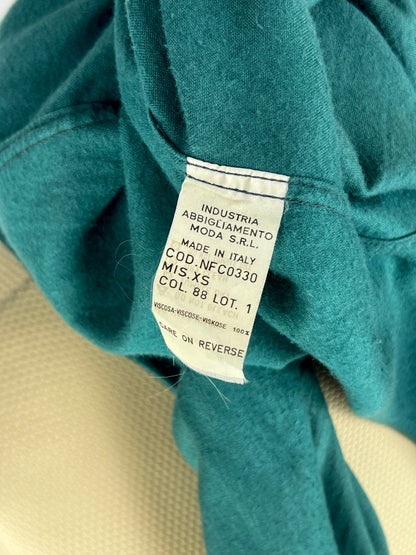 INDUSTRIA
ABBIGLIAMENTO
MODA S.R.L.
MADE IN ITALY
COD.NFC0330
MIS.XS
COL. 88 LOT. 1
VISCOSA-VISCOSE-VISKOSE 100%
CARE ON REVERSE